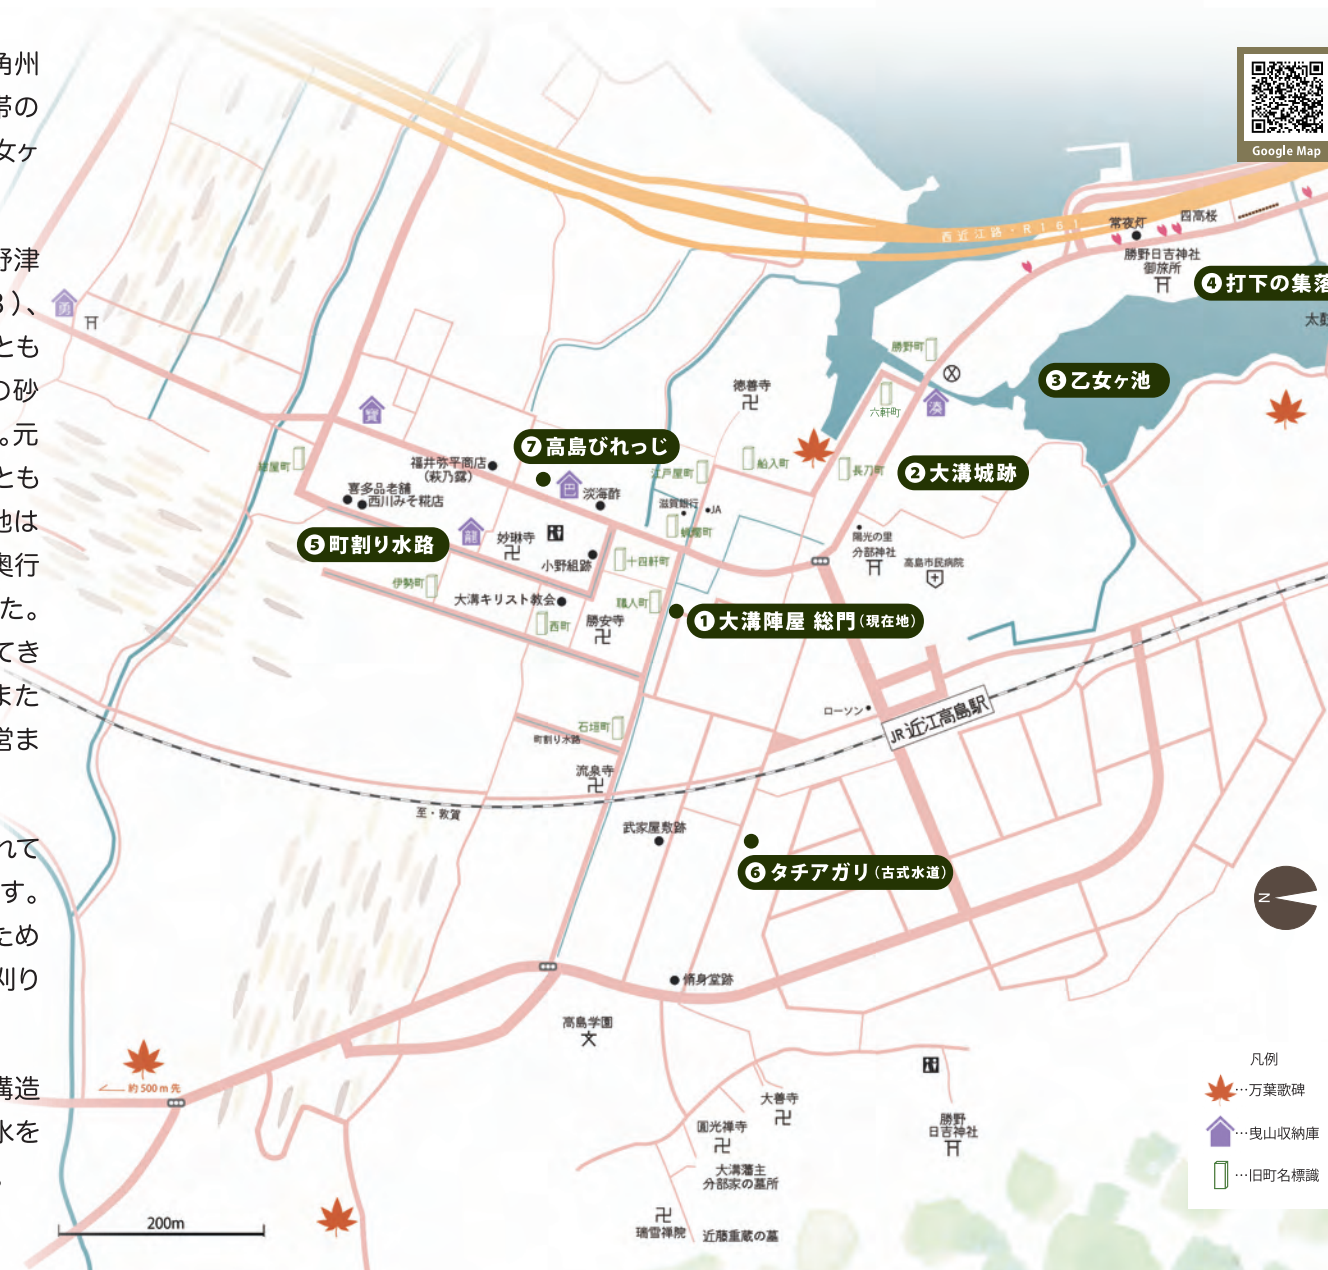 角州
帯の
女ヶ
野津
3）、
とも
の砂
。元
とも
地は
奥行
た。
てき
また
営ま
れて
す。
ため
刈り
構造
水を
Google Map
西近江路・R161
常夜灯
四高桜
勝野日吉神社
御旅所
❹打下の集落
太鼓
勇
勝野町
❸乙女ヶ池
湊
六軒町
徳善寺
寶
❼高島びれっじ
船入町
長刀町
❷大溝城跡
江戸屋町
福井弥平商店
（萩乃露）
巴
淡海酢
喜多品老舗
西川みそ糀店
滋賀銀行
JA
❺町割り水路
龍
妙琳寺
小野組跡
十四軒町
陽光の里
分部神社
高島市民病院
伊勢町
大溝キリスト教会
職人町
西町
勝安寺
❶大溝陣屋 総門（現在地）
ローソン
JR近江高島駅
石垣町
町割り水路
流泉寺
至・敦賀
武家屋敷跡
❻タチアガリ（古式水道）
N
脩身堂跡
高島学園
文
約500m先
大善寺
圓光禅寺
勝野
日吉神社
大溝藩主
分部家の墓所
瑞雪禅院
近藤重蔵の墓
200m
凡例
…万葉歌碑
…曳山収納庫
…旧町名標識